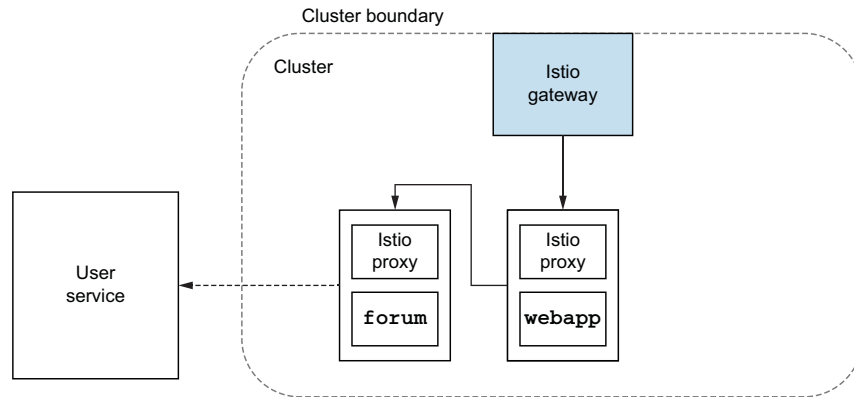 Cluster boundary
Cluster
Istio
gateway
User
service
Istio
proxy
forum
Istio
proxy
webapp